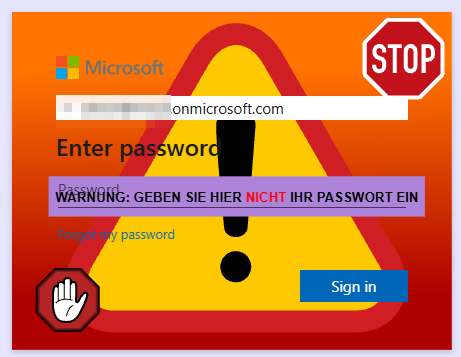 STOP
Microsoft
onmicrosoft.com
Enter password
Password
WARNUNG: GEBEN SIE HIER NICHT IHR PASSWORT EIN
Forgot my password
Sign in